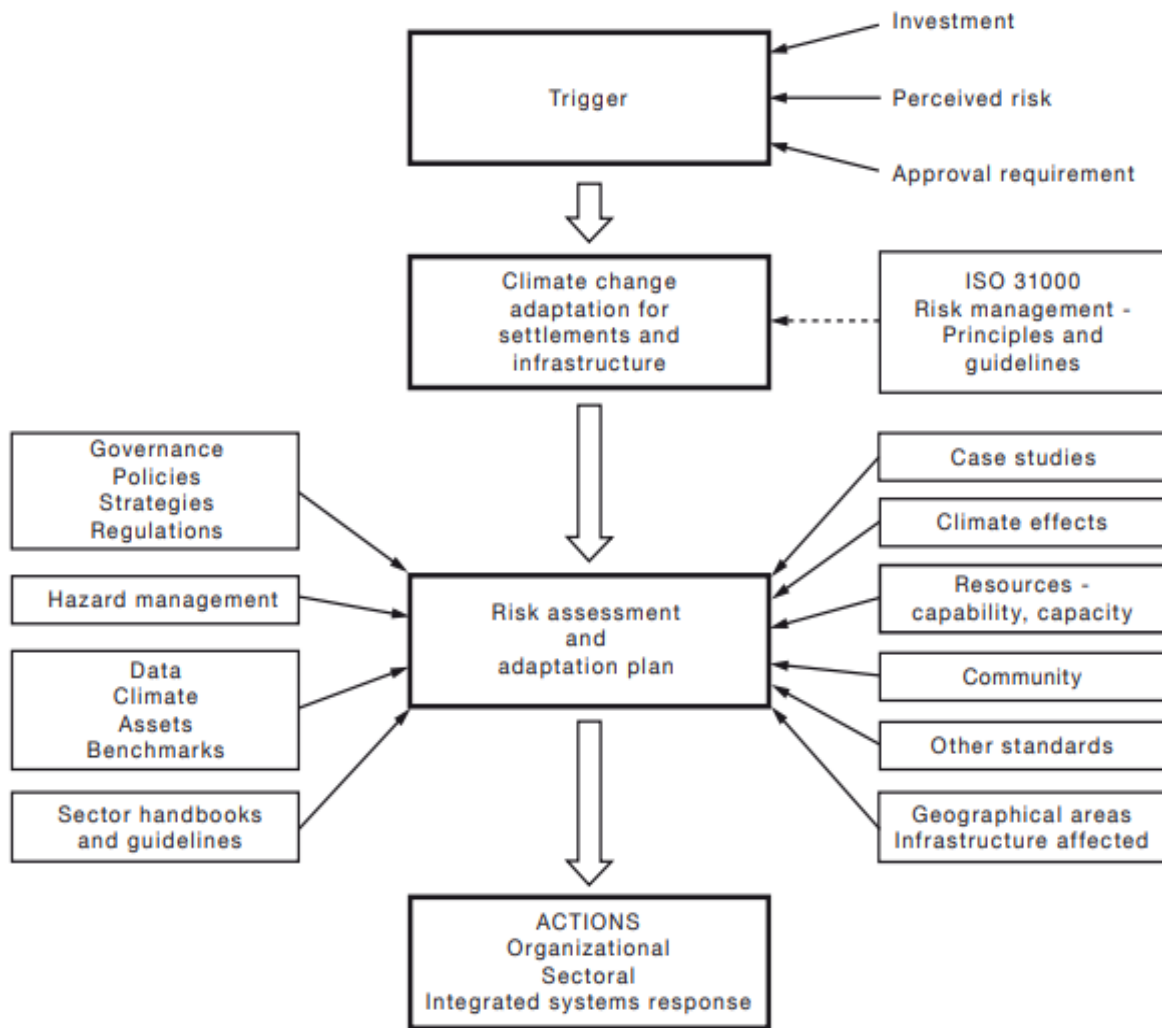 Investment
Trigger
Perceived risk
Approval requirement
Climate change
adaptation for
settlements and
infrastructure
ISO 31000
Risk management -
Principles and
guidelines
Governance
Policies
Strategies
Regulations
Hazard management
Data
Climate
Assets
Benchmarks
Sector handbooks
and guidelines
Risk assessment
and
adaptation plan
Case studies
Climate effects
Resources -
capability, capacity
Community
Other standards
Geographical areas
Infrastructure affected
ACTIONS
Organizational
Sectoral
Integrated systems response